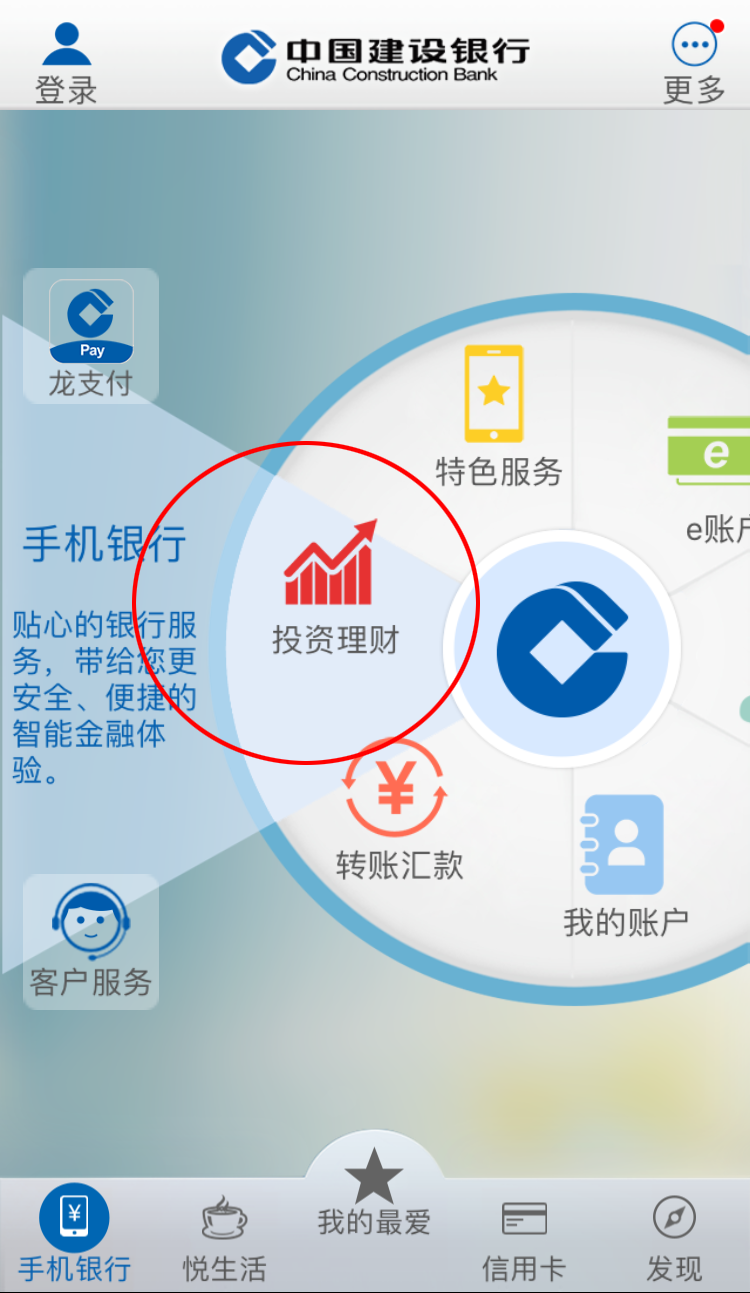 登录
中国建设银行
China Construction Bank
更多
Pay
龙支付
特色服务
e
e账户
手机银行
贴心的银行服
务，带给您更
安全、便捷的
智能金融体
验。
投资理财
¥
转账汇款
我的账户
客户服务
¥
手机银行
悦生活
我的最爱
信用卡
发现